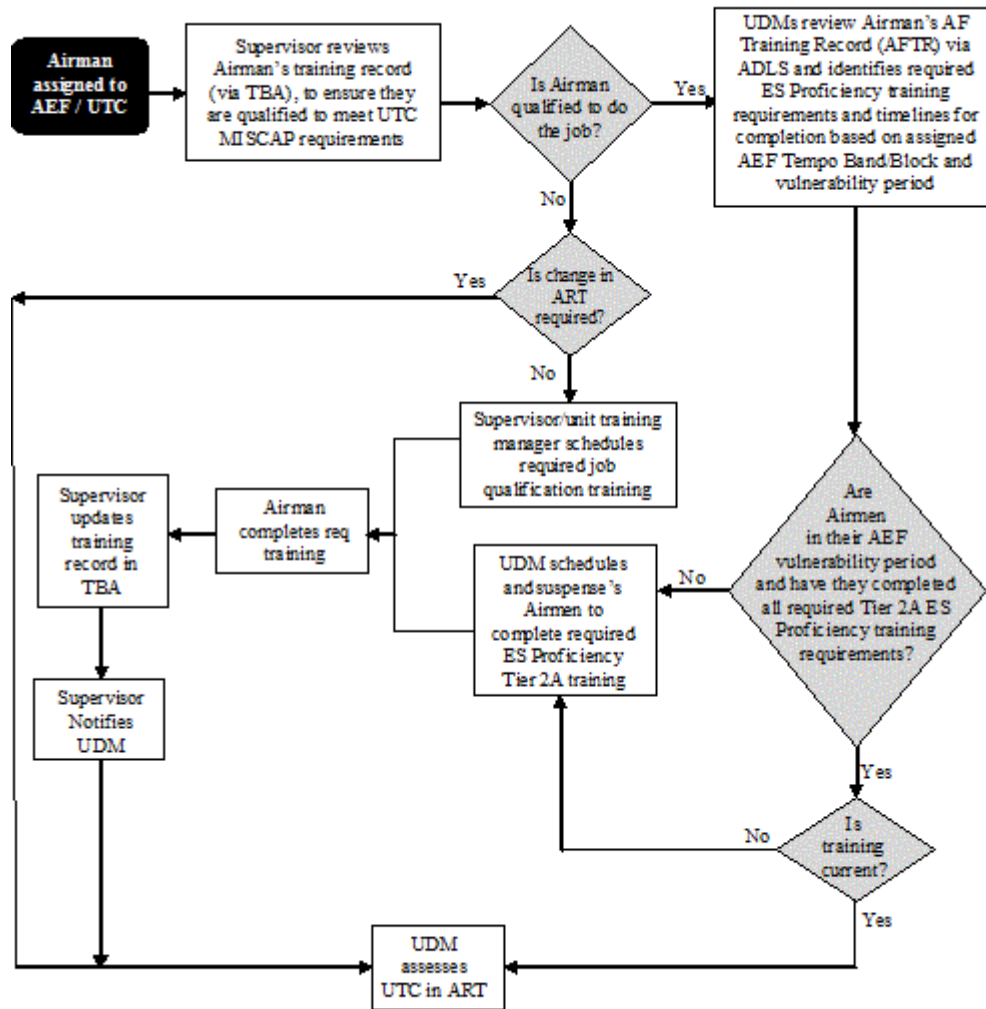 Airman
assigned to
AEF / UTC
Supervisor reviews
Airman's training record
(via TBA), to ensure they
are qualified to meet UTC
MISCAP requirements
Is Airman
qualified to do
the job?
Yes
UDMs review Airman's AF
Training Record (AFTR) via
ADLS and identifies required
ES Proficiency training
requirements and timelines for
completion based on assigned
AEF Tempo Band/Block and
vulnerability period
No
Is change in
ART
required?
Yes
No
Supervisor/unit training
manager schedules
required job
qualification training
Airman
completes req
training
Supervisor
updates
training
record in
TBA
Supervisor
Notifies
UDM
UDM schedules
and suspense's
Airmen to
complete required
ES Proficiency
Tier 2A training
No
Are
Airmen
in their AEF
vulnerability period
and have they completed
all required Tier 2A ES
Proficiency training
requirements?
Yes
Is
training
current?
No
Yes
UDM
assesses
UTC in ART